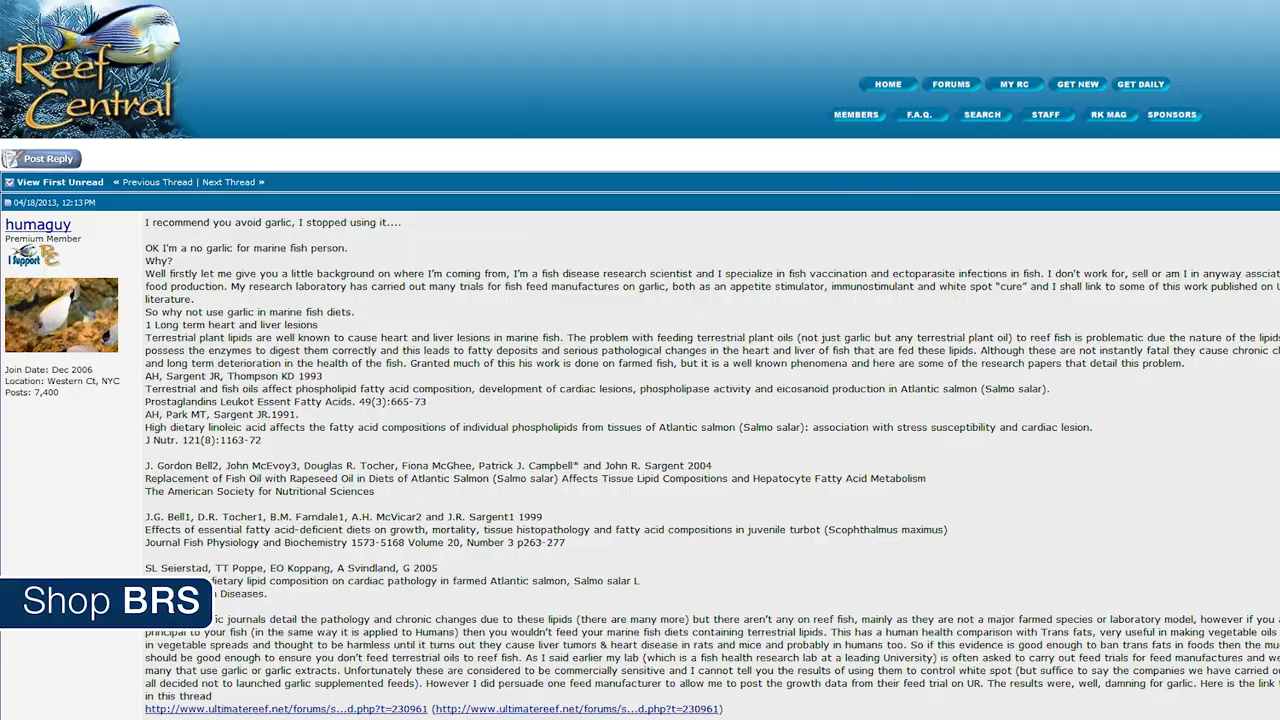 Reef
Central
HOME FORUMS MY RC GET NEW GET DAILY
MEMBERS F.A.Q. SEARCH STAFF RK MAG SPONSORS
Post Reply
View First Unread « Previous Thread | Next Thread »
04/18/2013, 12:13 PM
humaguy
Premium Member
I Support RC
Join Date: Dec 2006
Location: Western Ct, NYC
Posts: 7,400
I recommend you avoid garlic, I stopped using it....
OK I'm a no garlic for marine fish person.
Why?
Well firstly let me give you a little background on where I'm coming from, I'm a fish disease research scientist and I specialize in fish vaccination and ectoparasite infections in fish. I don't work for, sell or am I in anyway
food production. My research laboratory has carried out many trials for fish feed manufactures on garlic, both as an appetite stimulator, immunostimulant and white spot “cure” and I shall link to some of this work published on
literature.
So why not use garlic in marine fish diets.
1 Long term heart and liver lesions
Terrestrial plant lipids are well known to cause heart and liver lesions in marine fish. The problem with feeding terrestrial plant oils (not just garlic but any terrestrial plant oil) to reef fish is problematic due the nature of the
possess the enzymes to digest them correctly and this leads to fatty deposits and serious pathological changes in the heart and liver of fish that are fed these lipids. Although these are not instantly fatal they cause chronic
and long term deterioration in the health of the fish. Granted much of this his work is done on farmed fish, but it is a well known phenomena and here are some of the research papers that detail this problem.
AH, Sargent JR, Thompson KD 1993
Terrestrial and fish oils affect phospholipid fatty acid composition, development of cardiac lesions, phospholipase activity and eicosanoid production in Atlantic salmon (Salmo salar).
Prostaglandins Leukot Essent Fatty Acids. 49(3):665-73
AH, Park MT, Sargent JR.1991.
High dietary linoleic acid affects the fatty acid compositions of individual phospholipids from tissues of Atlantic salmon (Salmo salar): association with stress susceptibility and cardiac lesion.
J Nutr. 121(8):1163-72
J. Gordon Bell2, John McEvoy3, Douglas R. Tocher, Fiona McGhee, Patrick J. Campbell* and John R. Sargent 2004
Replacement of Fish Oil with Rapeseed Oil in Diets of Atlantic Salmon (Salmo salar) Affects Tissue Lipid Compositions and Hepatocyte Fatty Acid Metabolism
The American Society for Nutritional Sciences
J.G. Bell1, D.R. Tocher1, B.M. Farndale1, A.H. McVicar2 and J.R. Sargent1 1999
Effects of essential fatty acid-deficient diets on growth, mortality, tissue histopathology and fatty acid compositions in juvenile turbot (Scophthalmus maximus)
Journal Fish Physiology and Biochemistry 1573-5168 Volume 20, Number 3 p263-277
SL Seierstad, TT Poppe, EO Koppang, A Svindland, G 2005
dietary lipid composition on cardiac pathology in farmed Atlantic salmon, Salmo salar L
Diseases.
Shop BRS
journals detail the pathology and chronic changes due to these lipids (there are many more) but there aren’t any on reef fish, mainly as they are not a major farmed species or laboratory model, however if you
principal to your fish (in the same way it is applied to Humans) then you wouldn’t feed your marine fish diets containing terrestrial lipids. This has a human health comparison with Trans fats, very useful in making vegetable oils
in vegetable spreads and thought to be harmless until it turns out they cause liver tumors & heart disease in rats and mice and probably in humans too. So if this evidence is good enough to ban trans fats in foods then the
should be good enough to ensure you don’t feed terrestrial oils to reef fish. As I said earlier my lab (which is a fish health research lab at a leading University) is often asked to carry out feed trials for feed manufactures and
many that use garlic or garlic extracts. Unfortunately these are considered to be commercially sensitive and I cannot tell you the results of using them to control white spot (but suffice to say the companies we have carried
all decided not to launched garlic supplemented feeds). However I did persuade one feed manufacturer to allow me to post the growth data from their feed trial on UR. The results were, well, damning for garlic. Here is the link
in this thread
http://www.ultimatereef.net/forums/s...d.php?t=230961 (http://www.ultimatereef.net/forums/s...d.php?t=230961)